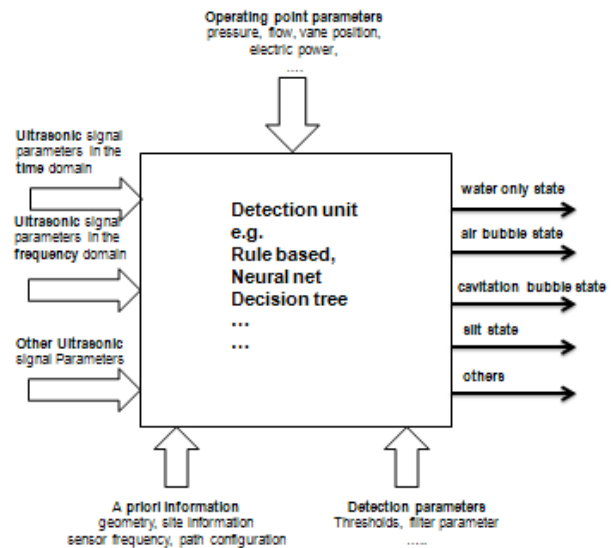 Operating point parameters
pressure, flow, vane position,
electric power,
....
Ultrasonic signal
parameters in the
time domain
Ultrasonic signal
parameters in the
frequency domain
Other Ultrasonic
signal Parameters
Detection unit
e.g.
Rule based,
Neural net
Decision tree
...
...
water only state
air bubble state
cavitation bubble state
silt state
others
A priori information
geometry, site information
sensor frequency, path configuration
Detection parameters
Thresholds, filter parameter
.....